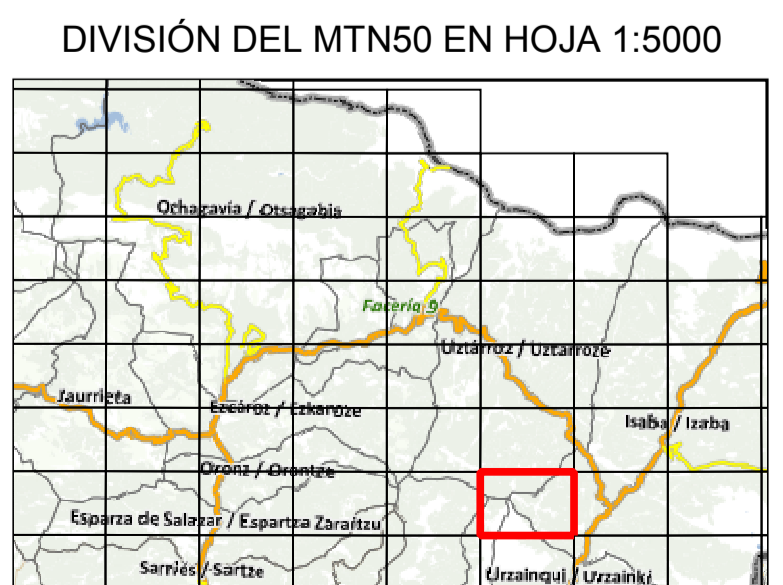 DIVISIÓN DEL MTN50 EN HOJA 1:5000
Ochagavía / Otsagabia
Facería 9
Uztárroz / Uztarroze
Jaurrieta
Ezcároz / Ezkaroze
Isaba / Izaba
Oronz / Orontze
Esparza de Salazar / Espartza Zaraitzu
Sarriés / Sartze
Urzainqui / Urzainki